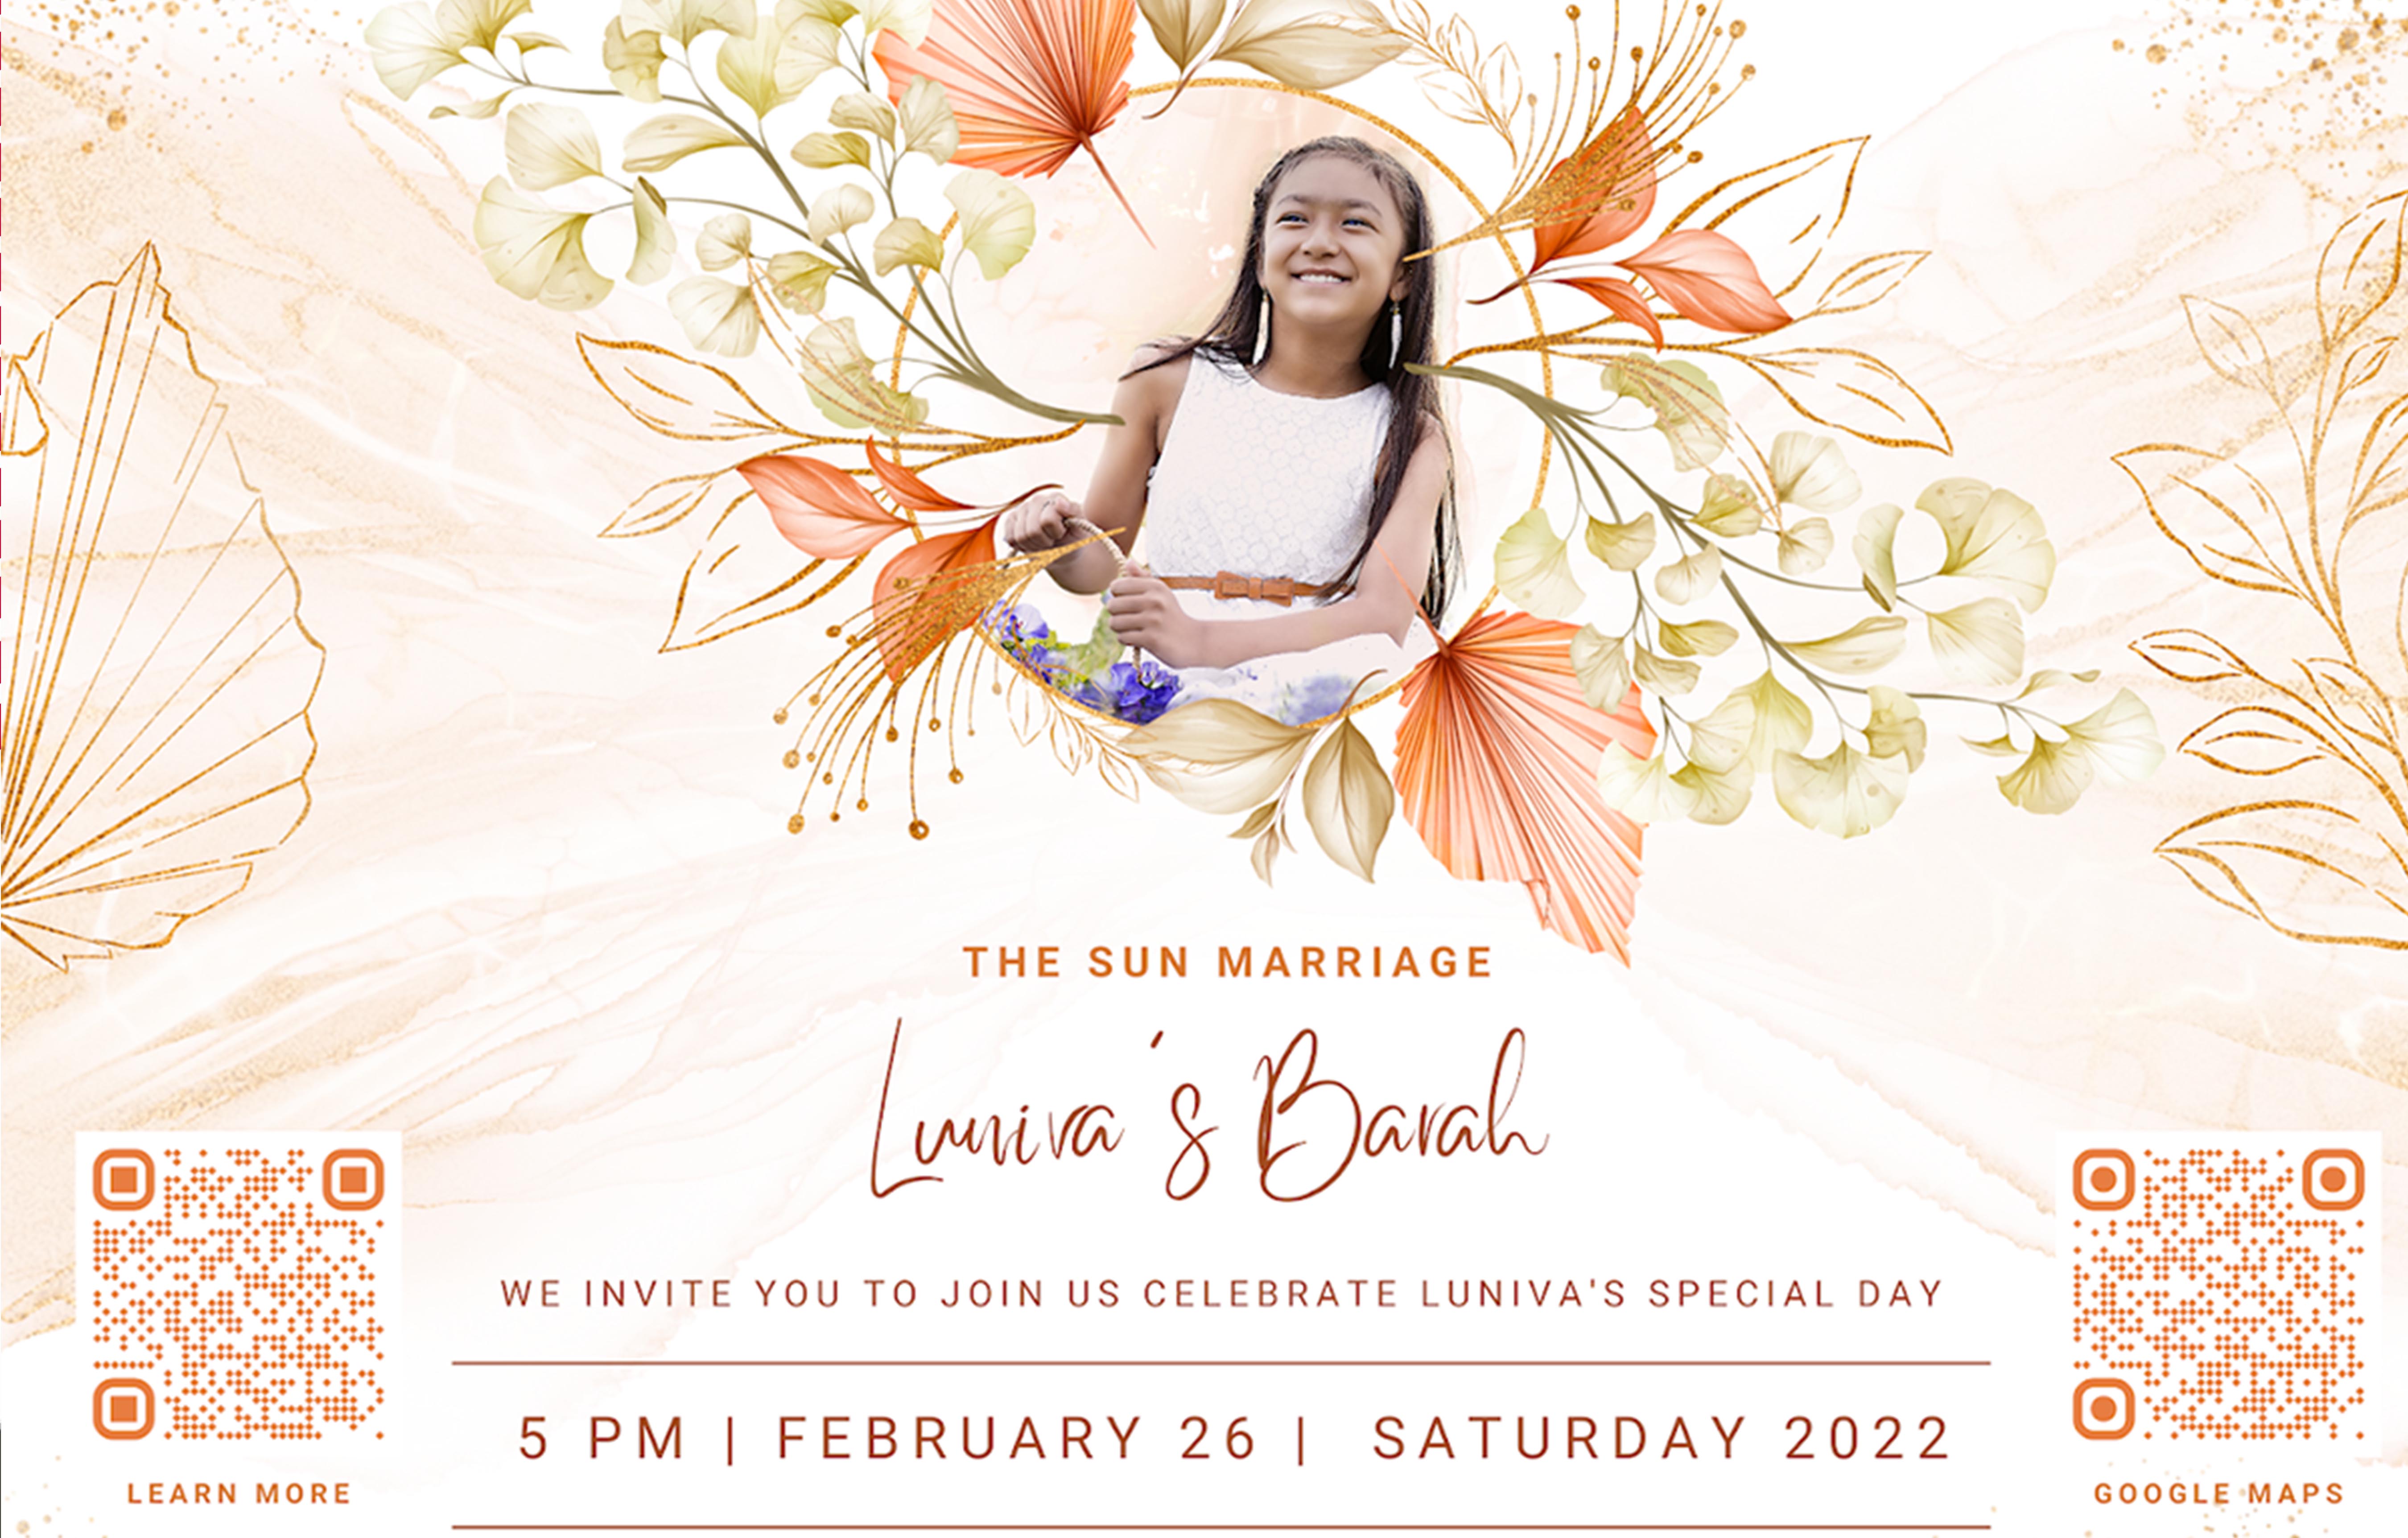 THE SUN MARRIAGE
Luniva's Barah
WE INVITE YOU TO JOIN US CELEBRATE LUNIVA'S SPECIAL DAY
5 PM | FEBRUARY 26 | SATURDAY 2022
LEARN MORE
GOOGLE MAPS